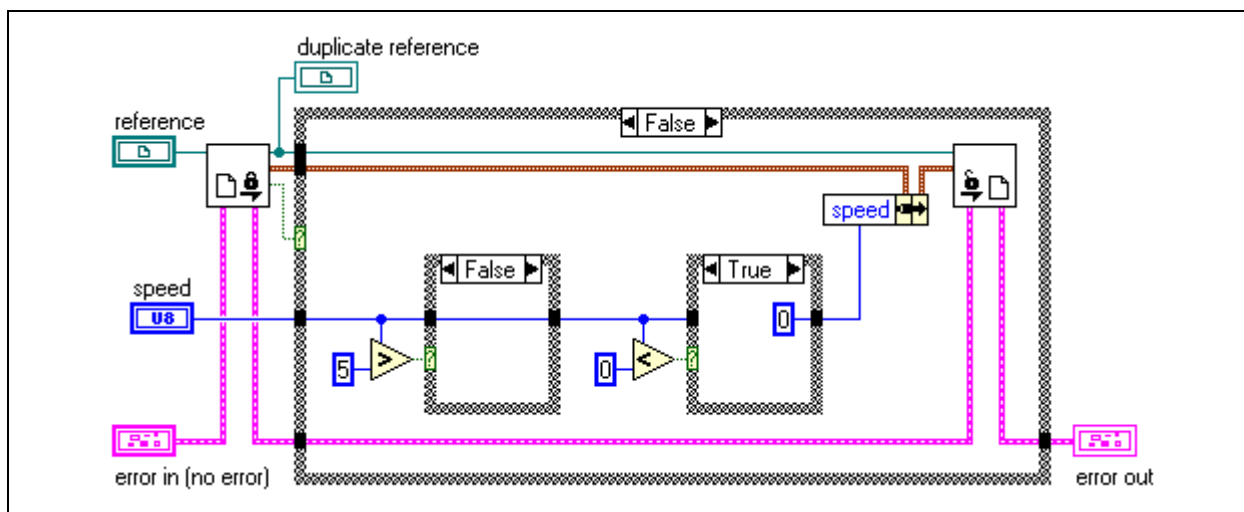 duplicate reference
reference
False
speed
speed
False
True
U8
0
5
>
0
<
?
?
?
error in (no error)
error out